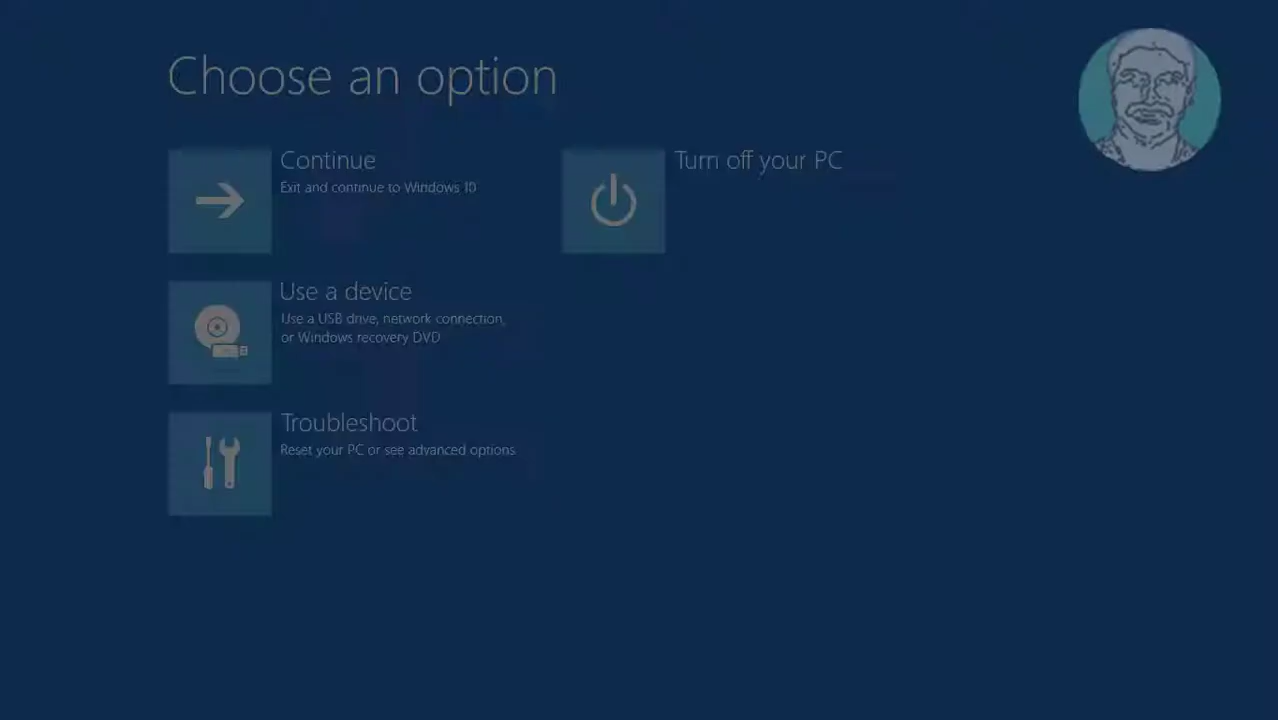 Choose an option
Continue
Exit and continue to Windows 10
Turn off your PC
Use a device
Use a USB drive, network connection,
or Windows recovery DVD
Troubleshoot
Reset your PC or see advanced options